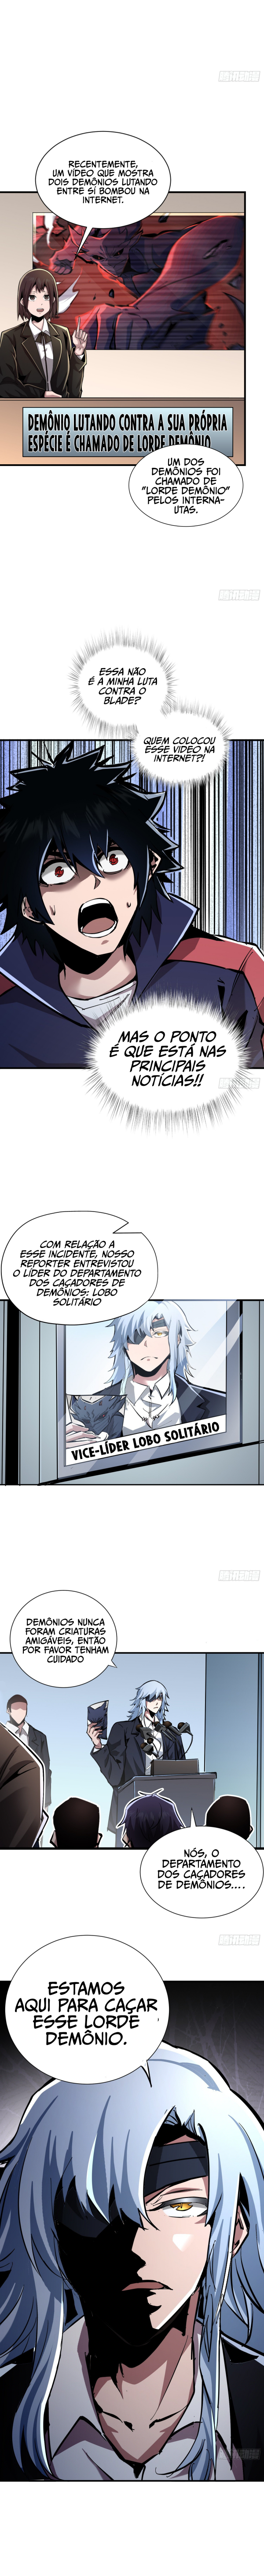 RECENTEMENTE,
UM VÍDEO QUE MOSTRA
DOIS DEMÔNIOS LUTANDO
ENTRE SÍ BOMBOU NA
INTERNET.
DEMÔNIO LUTANDO CONTRA A SUA PRÓPRIA
ESPÉCIE É CHAMADO DE LORDE DEMÔNIO
UM DOS
DEMÔNIOS FOI
CHAMADO DE
"LORDE DEMÔNIO"
PELOS INTERNA-
UTAS.
ESSA NÃO
É A MINHA LUTA
CONTRA O
BLADE?
QUEM COLOCOU
ESSE VIDEO NA
INTERNET?!
MAS O PONTO
É QUE ESTÁ NAS
PRINCIPAIS
NOTÍCIAS!!
COM RELAÇÃO A
ESSE INCIDENTE, NOSSO
REPORTER ENTREVISTOU
O LÍDER DO DEPARTAMENTO
DOS CAÇADORES DE
DEMÔNIOS: LOBO
SOLITÁRIO
VICE-LÍDER LOBO SOLITÁRIO
DEMÔNIOS NUNCA
FORAM CRIATURAS
AMIGÁVEIS, ENTÃO
POR FAVOR TENHAM
CUIDADO
NÓS, O
DEPARTAMENTO
DOS CAÇADORES
DE DEMÔNIOS....
ESTAMOS
AQUI PARA CAÇAR
ESSE LORDE
DEMÔNIO.